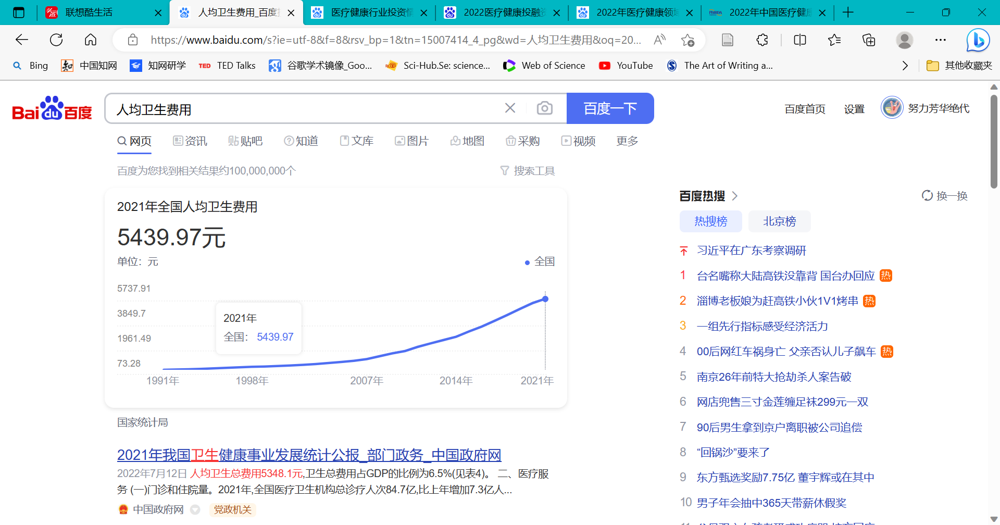 联想酷生活
人均卫生费用_百度
医疗健康行业投资情
2022医疗健康投融资
2022年医疗健康领域
2022年中国医疗健康
https://www.baidu.com/s?ie=utf-8&f=8&rsv_bp=1&tn=15007414_4_pg&wd=人均卫生费用&oq=20...
Bing
中国知网
知网研学
TED TED Talks
谷歌学术镜像_Goo...
Sci-Hub.Se: science...
Web of Science
YouTube
The Art of Writing a...
其他收藏夹
Baidu百度
人均卫生费用
百度一下
百度首页
设置
努力芳华绝代
网页
资讯
贴吧
知道
文库
图片
地图
采购
视频
更多
百度为您找到相关结果约100,000,000个
搜索工具
2021年全国人均卫生费用
5439.97元
单位：元
全国
5737.91
3849.7
1961.49
73.28
2021年
全国： 5439.97
1991年
1998年
2007年
2014年
2021年
国家统计局
2021年我国卫生健康事业发展统计公报_部门政务_中国政府网
2022年7月12日 人均卫生总费用5348.1元,卫生总费用占GDP的比例为6.5%(见表4)。 二、医疗服
务 (一)门诊和住院量。2021年,全国医疗卫生机构总诊疗人次84.7亿,比上年增加7.3亿人...
中国政府网
党政机关
百度热搜
换一换
热搜榜
北京榜
习近平在广东考察调研
1 台名嘴称大陆高铁没靠背 国台办回应 热
2 淄博老板娘为赶高铁小伙1V1烤串 热
3 一组先行指标感受经济活力
4 00后网红车祸身亡 父亲否认儿子飙车 热
5 南京26年前特大抢劫杀人案告破
6 网店兜售三寸金莲缠足袜299元一双
7 90后男生拿到京户离职被公司追偿
8 “回锅沙”要来了
9 东方甄选奖励7.75亿 董宇辉或在其中
10 男子年会抽中365天带薪休假奖